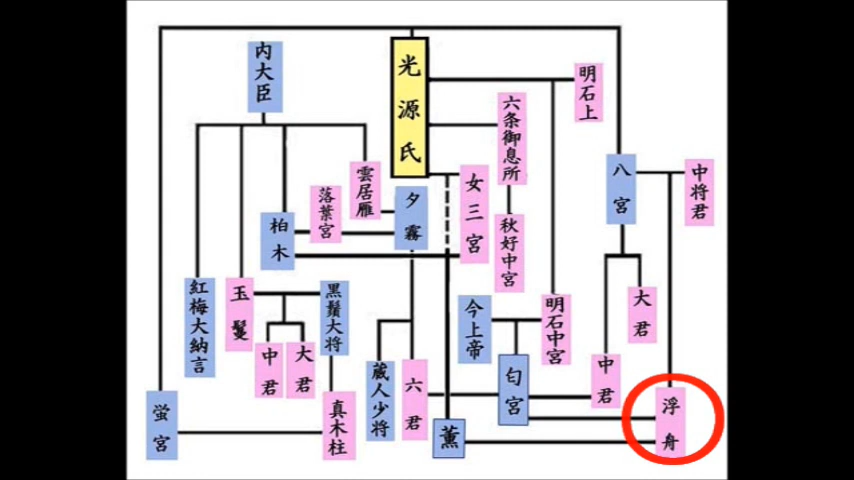 内大臣
光源氏
明石上
六条御息所
八宮
中将君
雲居雁
女三宮
落葉宮
夕霧
柏木
秋好中宮
紅梅大納言
玉鬘
黒鬚大将
今上帝
明石中宮
大君
中君
大君
蔵人少将
六君
匂宮
中君
浮舟
蛍宮
真木柱
薫